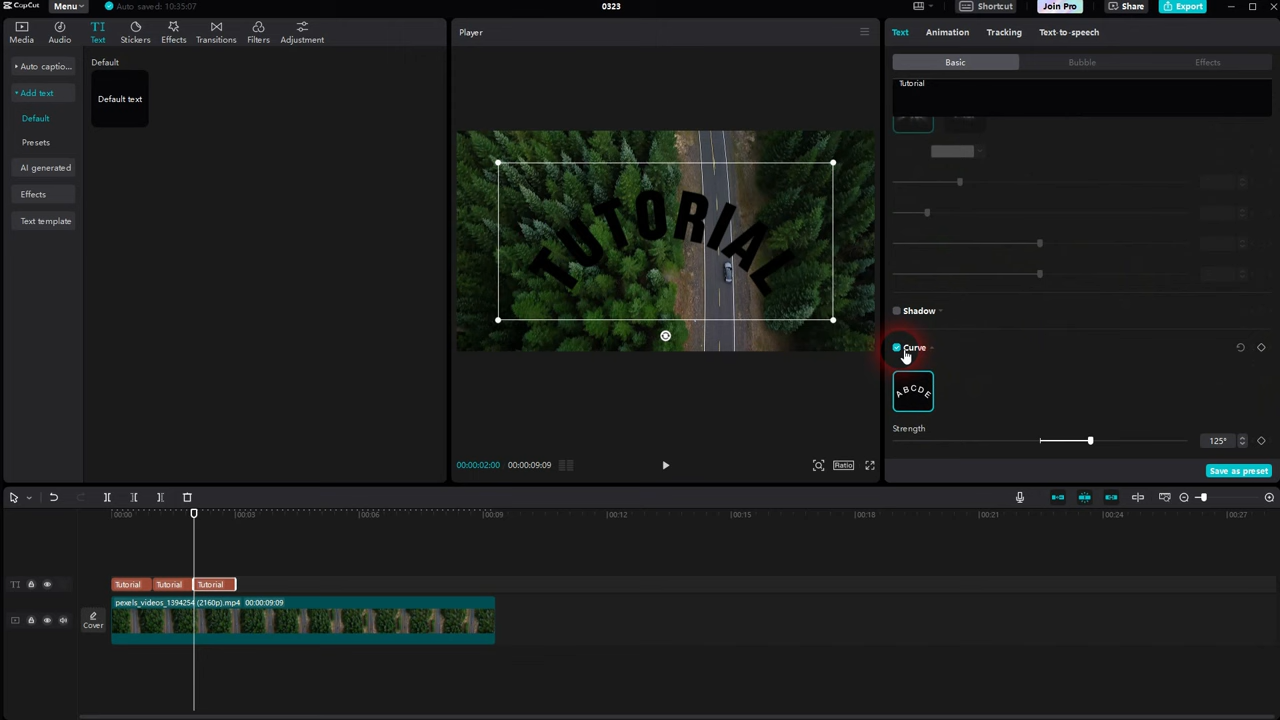 CapCut
Menu
Auto saved: 10:35:07
0323
Shortcut
Join Pro
Share
Export
Media
Audio
TI
Text
Stickers
Effects
Transitions
Filters
Adjustment
Auto captio...
Add text
Default
Presets
AI generated
Effects
Text template
Default
Default text
Player
TUTORIAL
00:00:02:00
00:00:09:09
Ratio
Text
Animation
Tracking
Text-to-speech
Basic
Bubble
Effects
Tutorial
Shadow
Curve
ABCDE
Strength
125°
Save as preset
00:00
00:03
00:06
00:09
00:12
00:15
00:18
00:21
00:24
00:27
TI
Tutorial
Tutorial
Tutorial
Cover
pexels_videos_1394254 (2160p).mp4 00:00:09:09